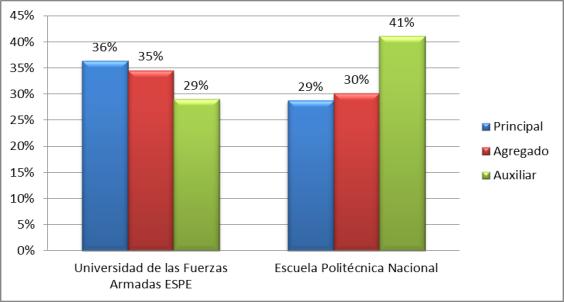 45%
40%
35%
30%
25%
20%
15%
10%
5%
0%
36%
35%
29%
29%
30%
41%
Universidad de las Fuerzas
Armadas ESPE
Escuela Politécnica Nacional
Principal
Agregado
Auxiliar